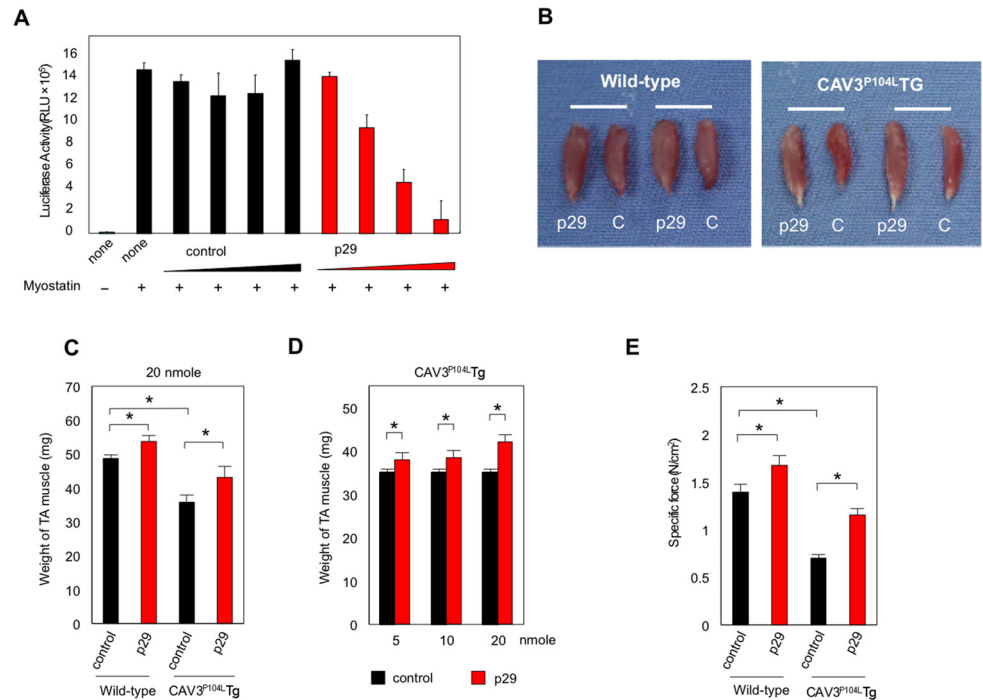 A
Luciferase Activity(RLU ×10⁶)
16
14
12
10
8
6
4
2
0
none
none
control
p29
Myostatin
– + + + + + + + + +
B
Wild-type
p29 C p29 C
CAV3ᴾ¹⁰⁴ᴸTG
p29 C p29 C
C
20 nmole
Weight of TA muscle (mg)
70
60
50
40
30
20
10
0
* * *
control p29 control p29
Wild-type CAV3ᴾ¹⁰⁴ᴸTg
D
CAV3ᴾ¹⁰⁴ᴸTg
Weight of TA muscle (mg)
50
40
30
20
10
0
* * *
5 10 20 nmole
control p29
E
Specific force(N/cm²)
2.5
2
1.5
1
0.5
0
* * *
control p29 control p29
Wild-type CAV3ᴾ¹⁰⁴ᴸTg